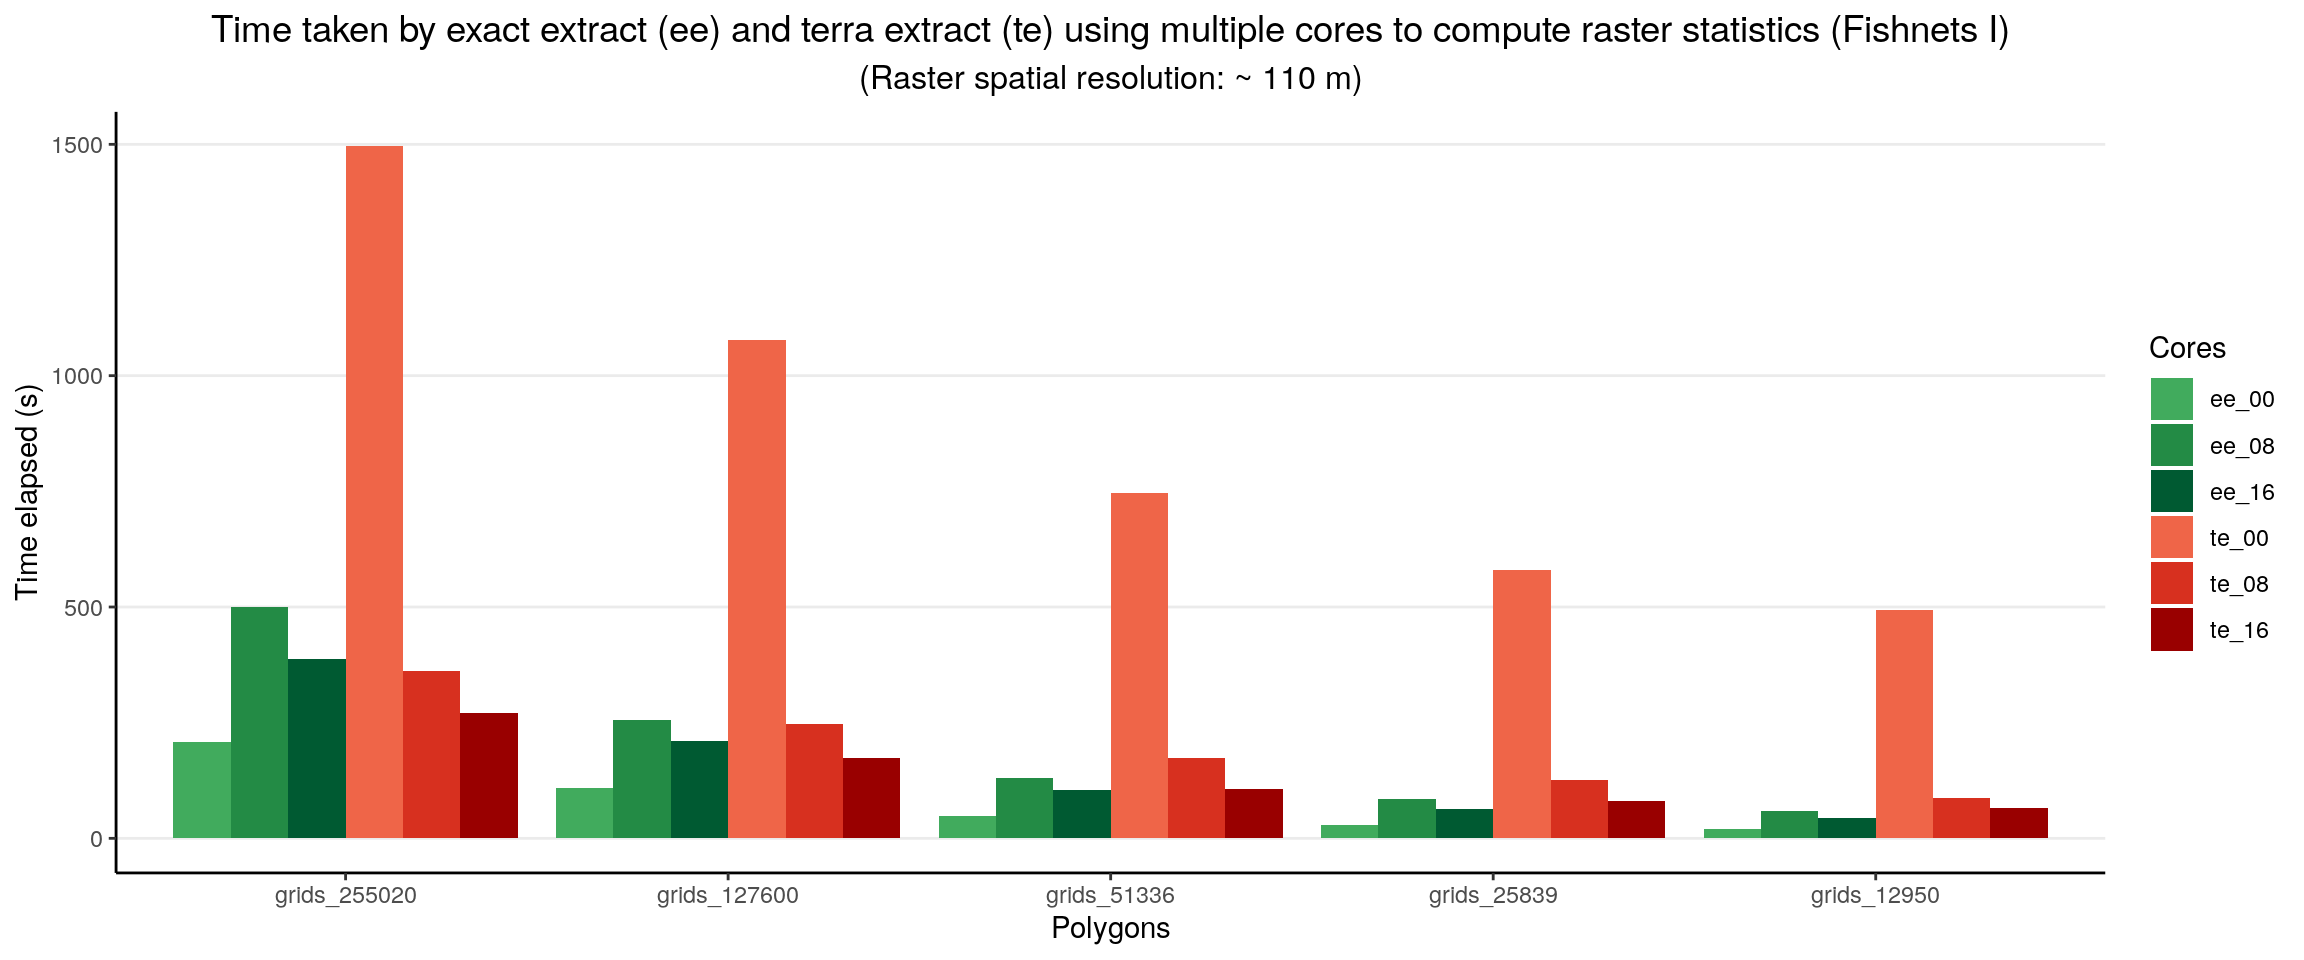 Time taken by exact extract (ee) and terra extract (te) using multiple cores to compute raster statistics (Fishnets I)
(Raster spatial resolution: ~ 110 m)
Time elapsed (s)
1500
1000
500
0
grids_255020 grids_127600 grids_51336 grids_25839 grids_12950
Polygons
Cores
ee_00
ee_08
ee_16
te_00
te_08
te_16